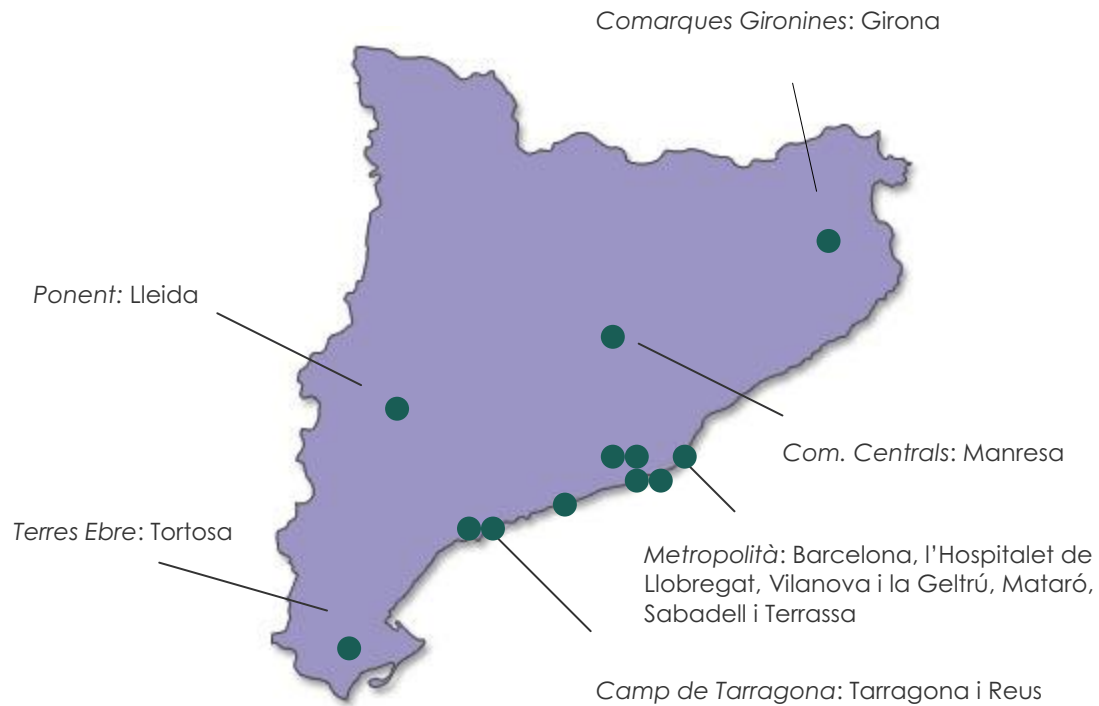 Comarques Gironines: Girona
Ponent: Lleida
Com. Centrals: Manresa
Terres Ebre: Tortosa
Metropolità: Barcelona, l’Hospitalet de
Llobregat, Vilanova i la Geltrú, Mataró,
Sabadell i Terrassa
Camp de Tarragona: Tarragona i Reus